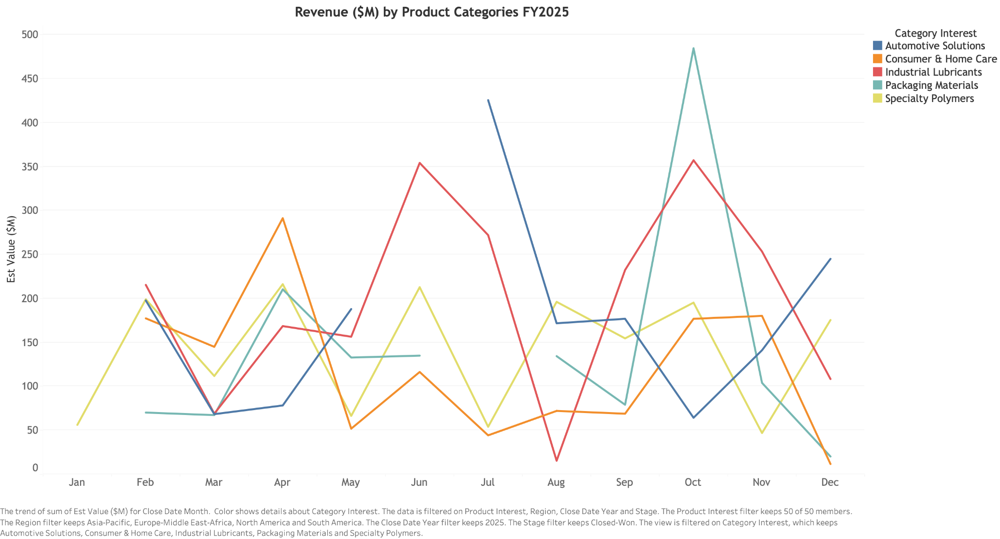 Revenue ($M) by Product Categories FY2025
Category Interest
Automotive Solutions
Consumer & Home Care
Industrial Lubricants
Packaging Materials
Specialty Polymers
Est Value ($M)
500
450
400
350
300
250
200
150
100
50
0
Jan Feb Mar Apr May Jun Jul Aug Sep Oct Nov Dec
The trend of sum of Est Value ($M) for Close Date Month.  Color shows details about Category Interest. The data is filtered on Product Interest, Region, Close Date Year and Stage. The Product Interest filter keeps 50 of 50 members.
The Region filter keeps Asia-Pacific, Europe-Middle East-Africa, North America and South America. The Close Date Year filter keeps 2025. The Stage filter keeps Closed-Won. The view is filtered on Category Interest, which keeps
Automotive Solutions, Consumer & Home Care, Industrial Lubricants, Packaging Materials and Specialty Polymers.